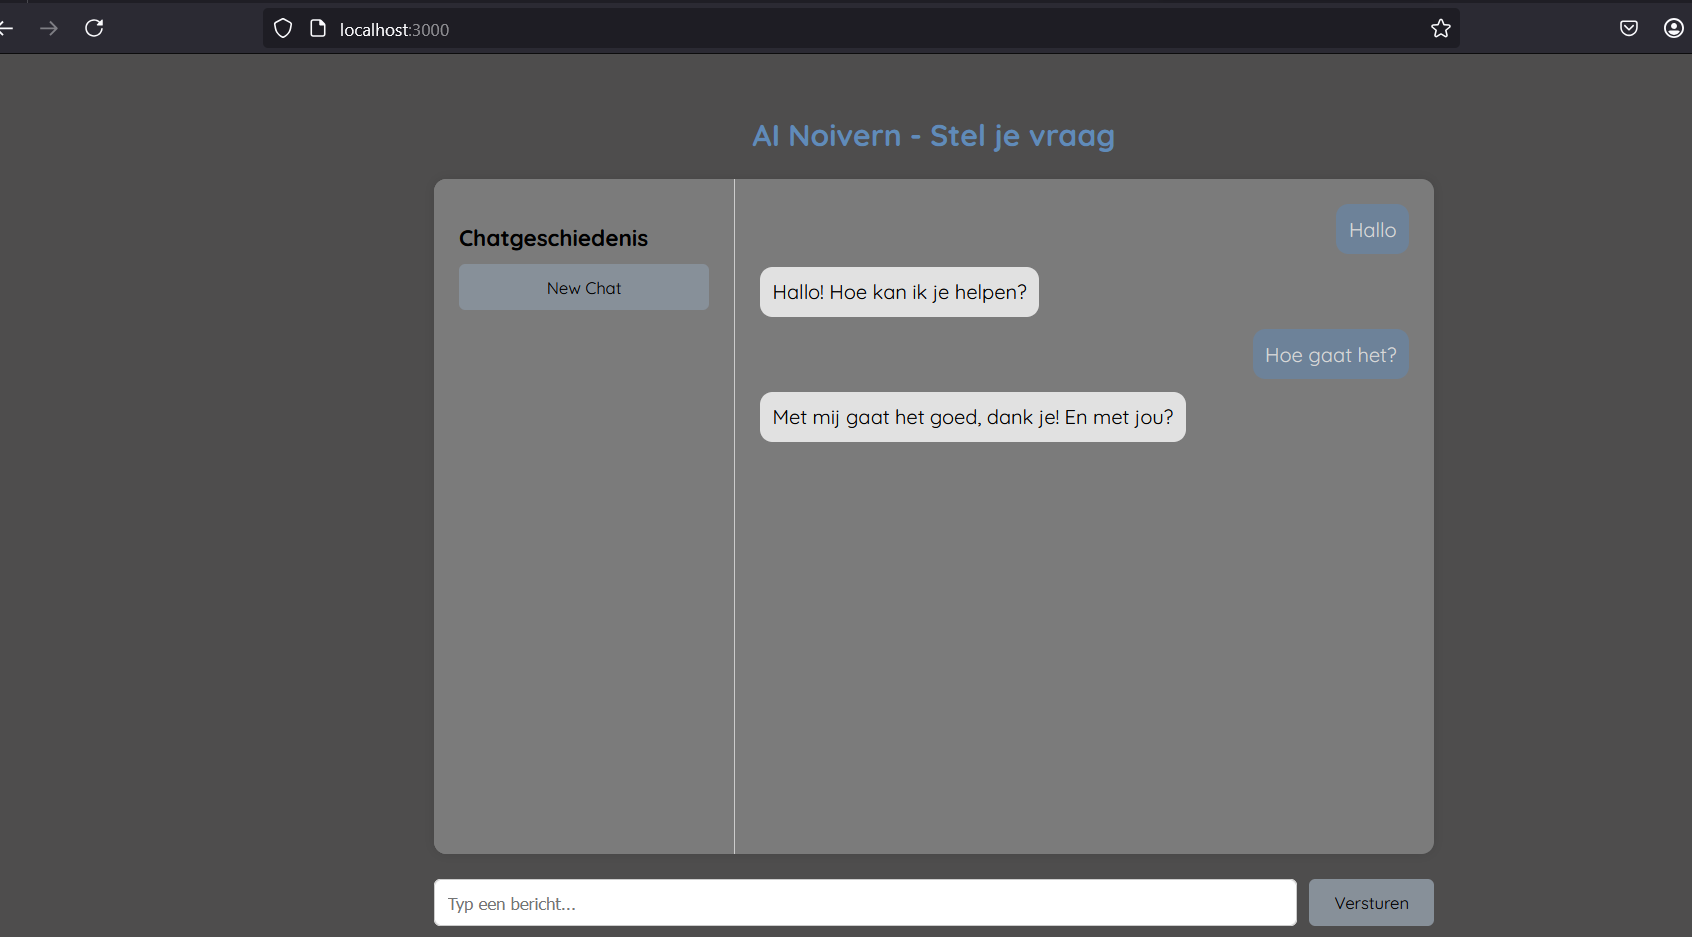 localhost:3000
AI Noivern - Stel je vraag
Chatgeschiedenis
New Chat
Hallo
Hallo! Hoe kan ik je helpen?
Hoe gaat het?
Met mij gaat het goed, dank je! En met jou?
Typ een bericht...
Versturen